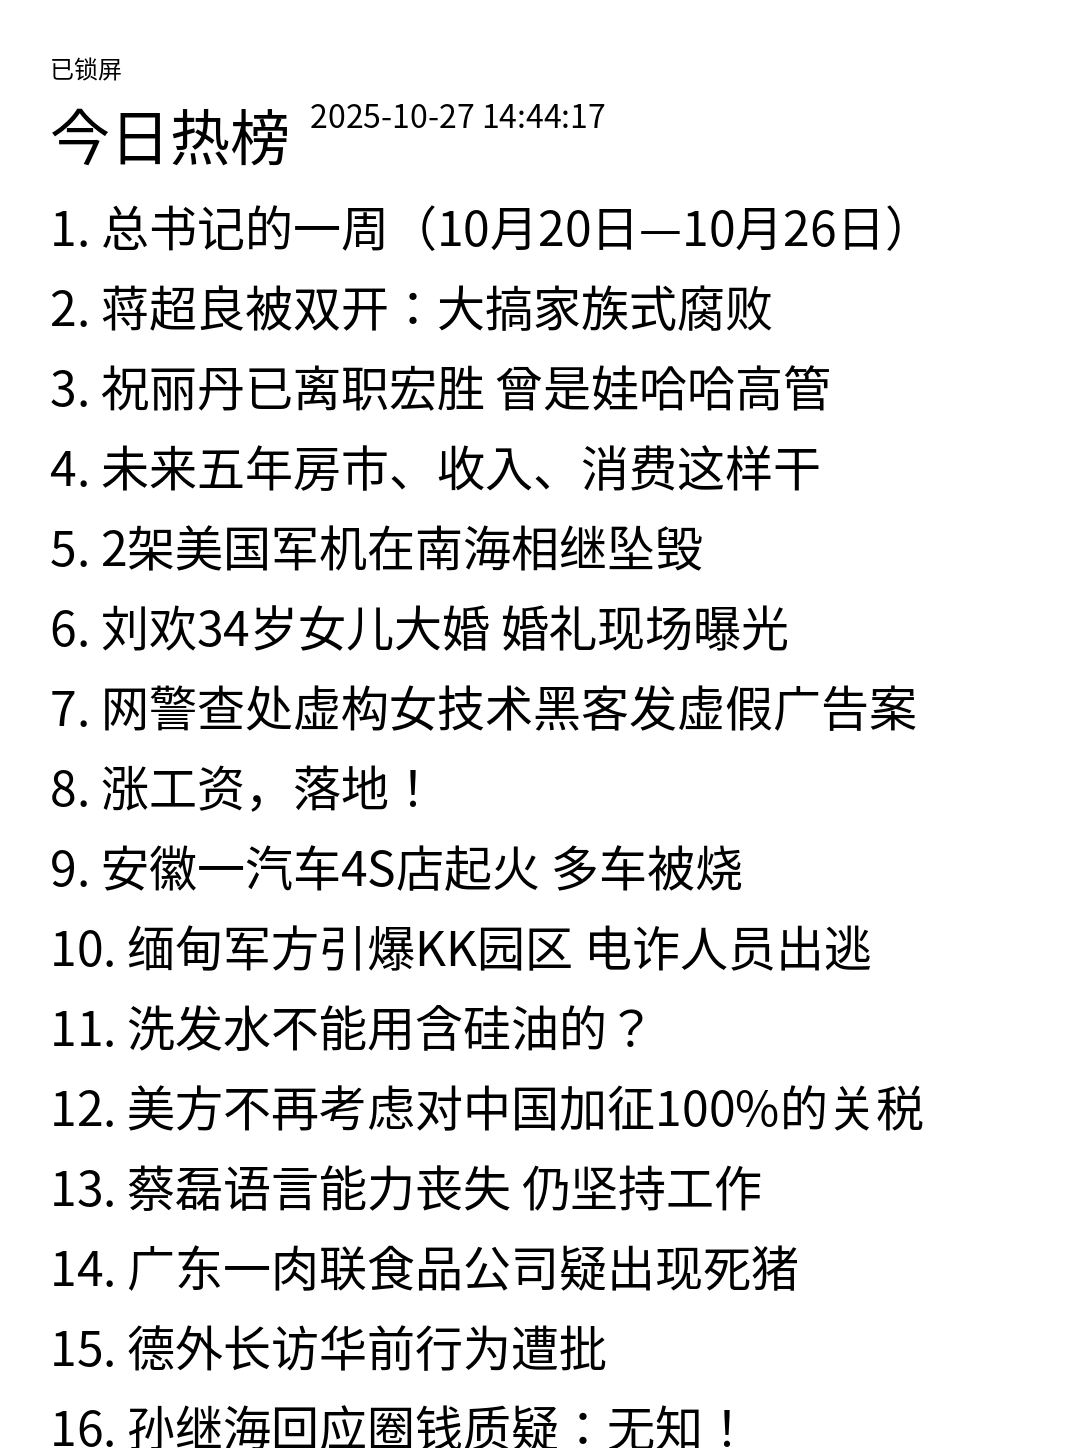 已锁屏
今日热榜 2025-10-27 14:44:17
1. 总书记的一周（10月20日—10月26日）
2. 蒋超良被双开：大搞家族式腐败
3. 祝丽丹已离职宏胜 曾是娃哈哈高管
4. 未来五年房市、收入、消费这样干
5. 2架美国军机在南海相继坠毁
6. 刘欢34岁女儿大婚 婚礼现场曝光
7. 网警查处虚构女技术黑客发虚假广告案
8. 涨工资，落地！
9. 安徽一汽车4S店起火 多车被烧
10. 缅甸军方引爆KK园区 电诈人员出逃
11. 洗发水不能用含硅油的？
12. 美方不再考虑对中国加征100%的关税
13. 蔡磊语言能力丧失 仍坚持工作
14. 广东一肉联食品公司疑出现死猪
15. 德外长访华前行为遭批
16. 孙继海回应圈钱质疑：无知！